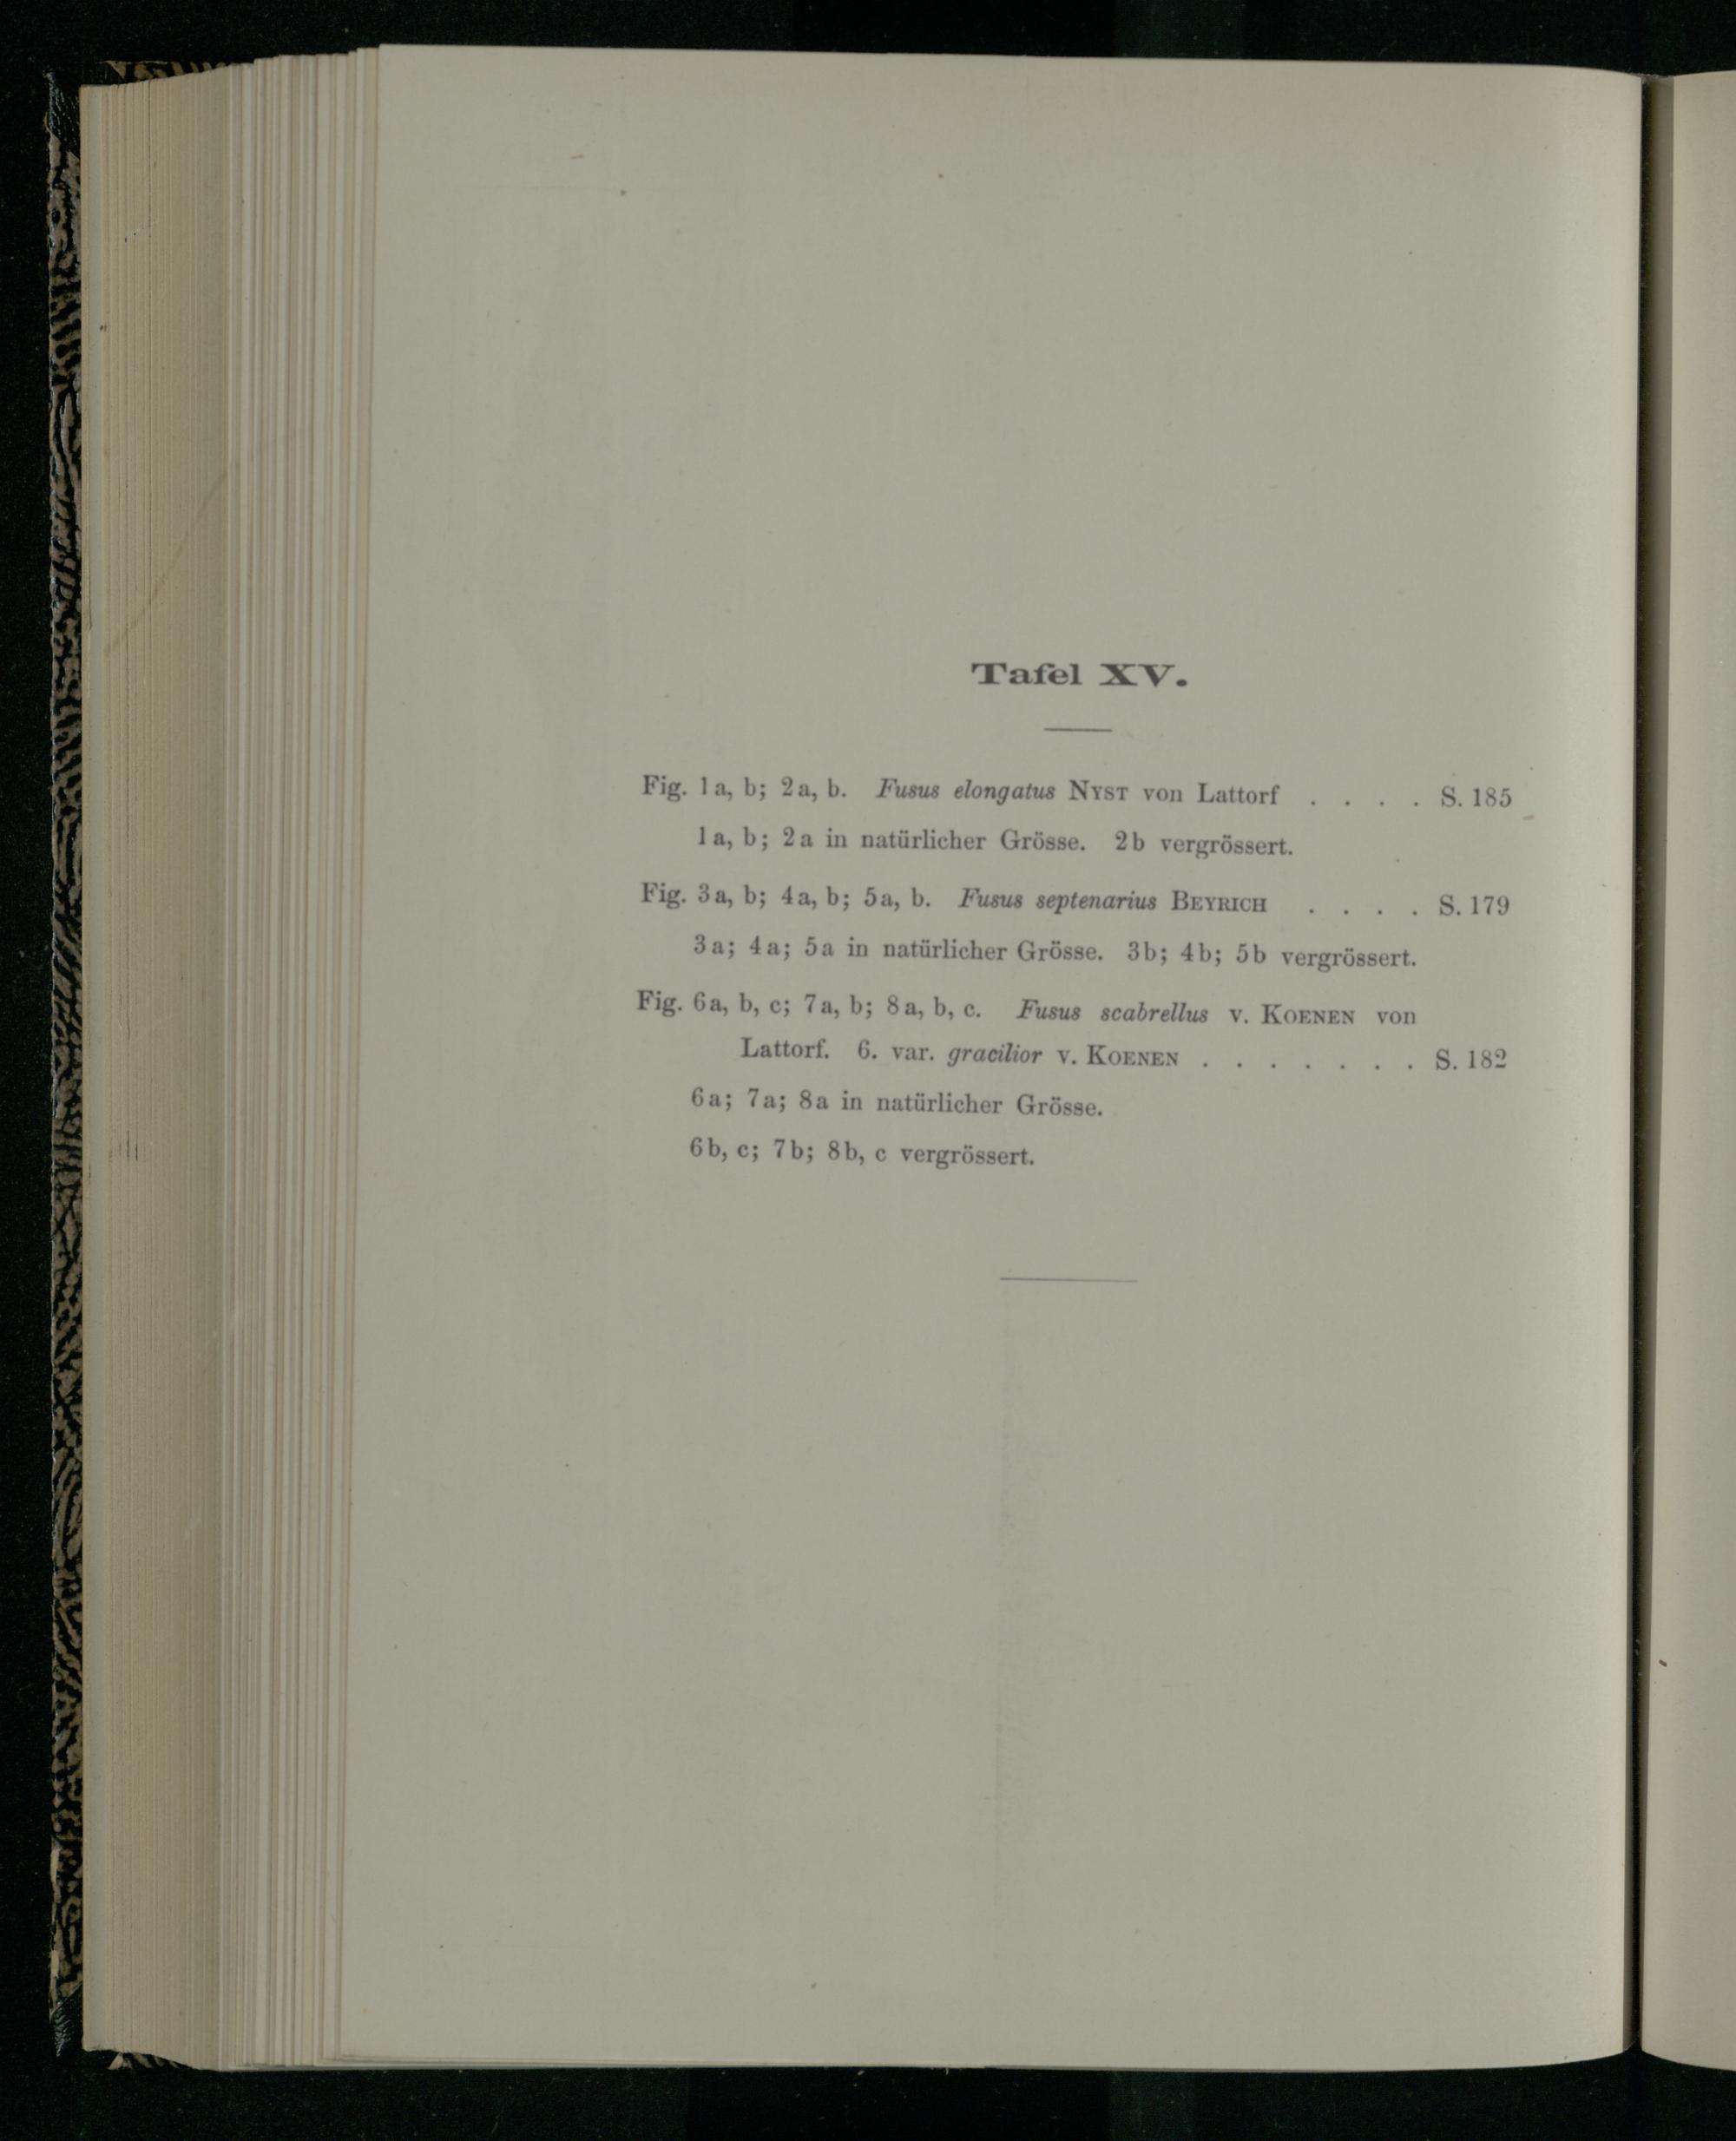 Tafel XV.
Fig. 1a, b; 2a, b. Fusus elongatus NYST von Lattorf . . . . S. 185
1a, b; 2a in natürlicher Grösse. 2b vergrössert.
Fig. 3a, b; 4a, b; 5a, b. Fusus septenarius BEYRICH . . . . S. 179
3a; 4a; 5a in natürlicher Grösse. 3b; 4b; 5b vergrössert.
Fig. 6a, b, c; 7a, b; 8a, b, c. Fusus scabrellus v. KOENEN von
Lattorf. 6. var. gracilior v. KOENEN . . . . . . . S. 182
6a; 7a; 8a in natürlicher Grösse.
6b, c; 7b; 8b, c vergrössert.